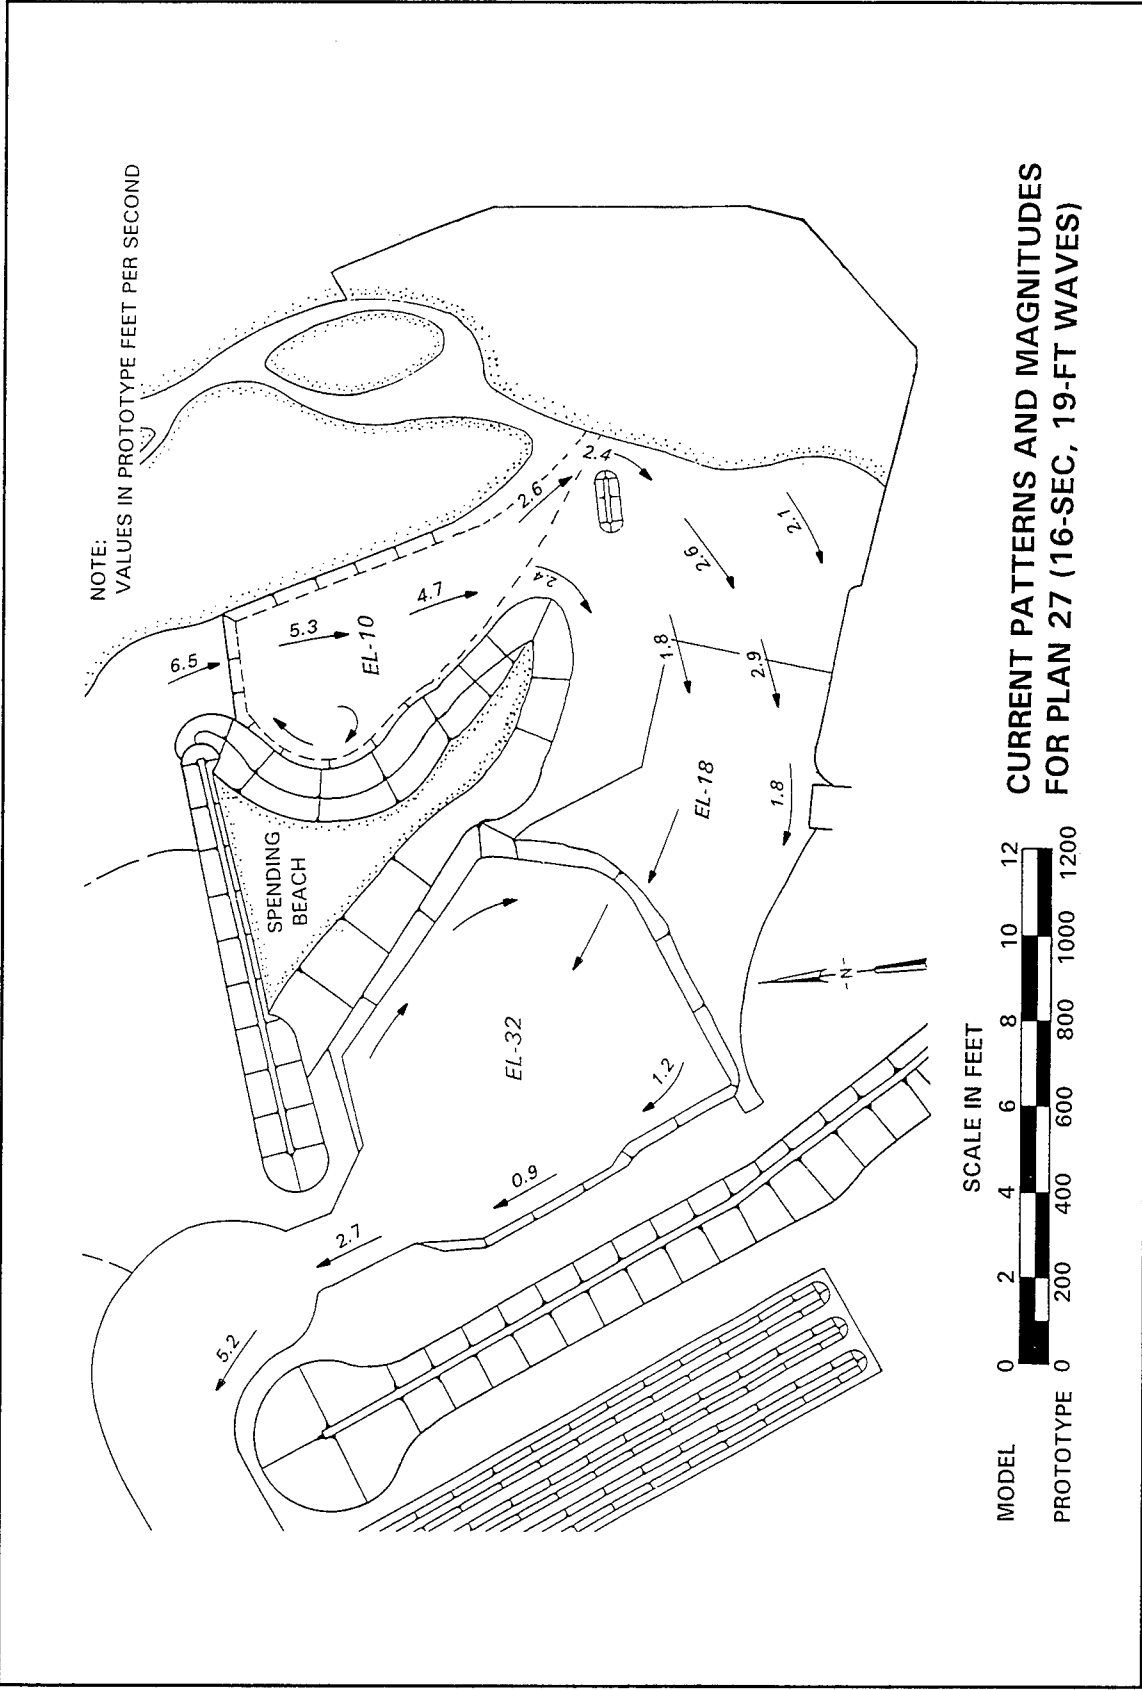 NOTE:
VALUES IN PROTOTYPE FEET PER SECOND
6.5
5.3
EL-10
4.7
2.6
2.4
2.4
2.6
2.1
1.8
2.9
EL-18
1.8
SPENDING
BEACH
EL-32
1.2
0.9
2.7
5.2
-N-
SCALE IN FEET
MODEL 0 2 4 6 8 10 12
PROTOTYPE 0 200 400 600 800 1000 1200
CURRENT PATTERNS AND MAGNITUDES
FOR PLAN 27 (16-SEC, 19-FT WAVES)